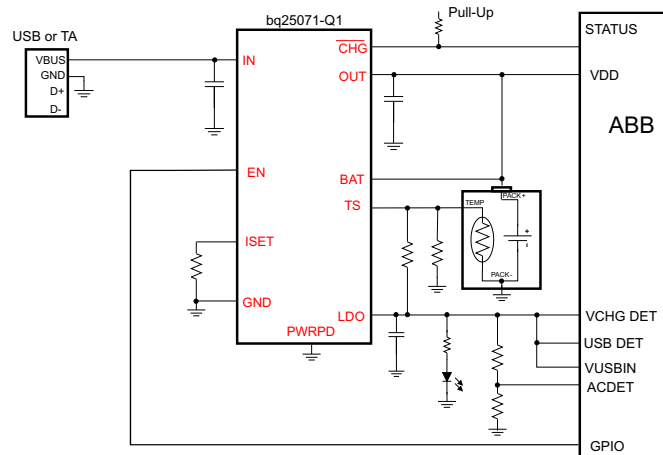 bq25071-Q1
Pull-Up
USB or TA
VBUS
GND
D+
D-
IN
CHG
OUT
EN
BAT
TS
ISET
GND
LDO
PWRPD
TEMP
PACK+
+
-
PACK-
STATUS
VDD
ABB
VCHG DET
USB DET
VUSBIN
ACDET
GPIO